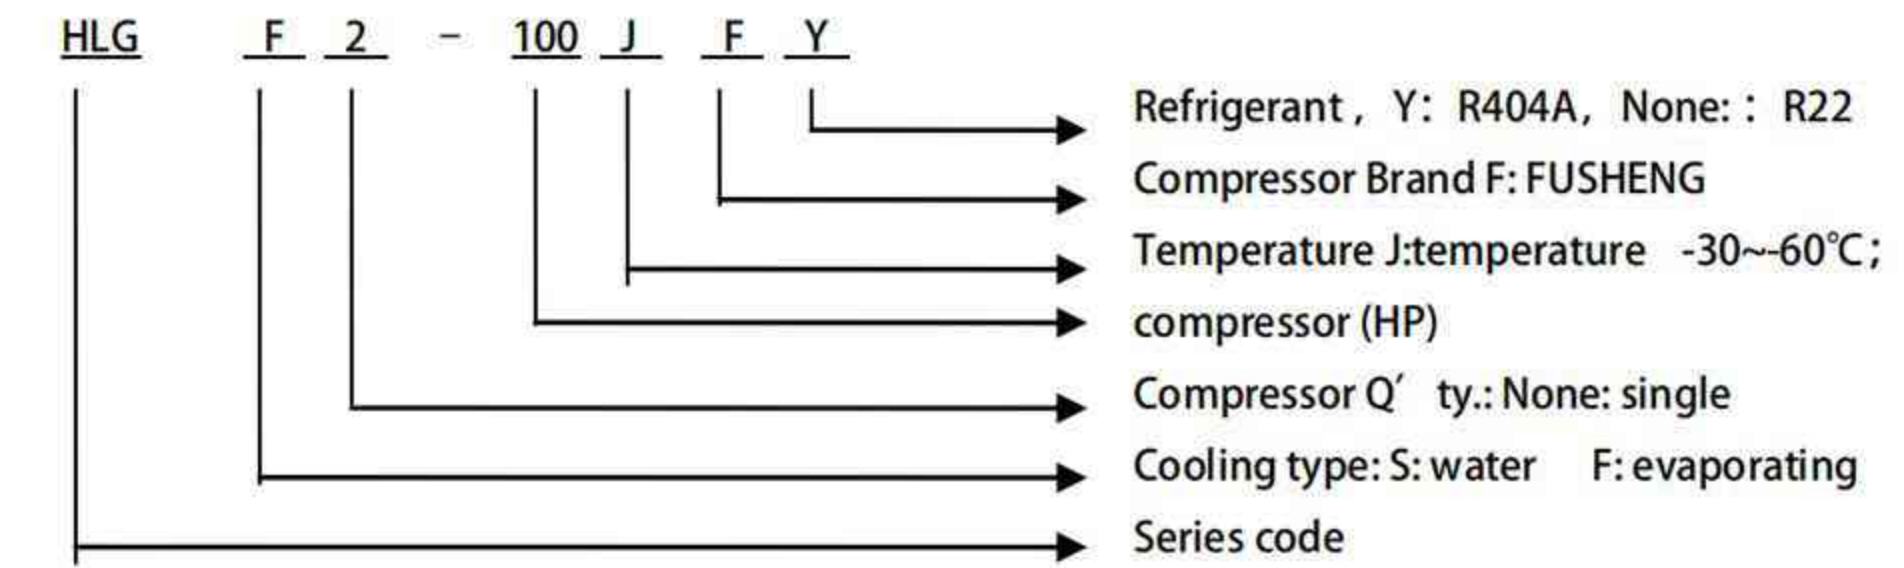 HLG F 2 - 100 J F Y
Refrigerant, Y: R404A, None: : R22
Compressor Brand F: FUSHENG
Temperature J:temperature -30~-60℃;
compressor (HP)
Compressor Q′ ty.: None: single
Cooling type: S: water F: evaporating
Series code